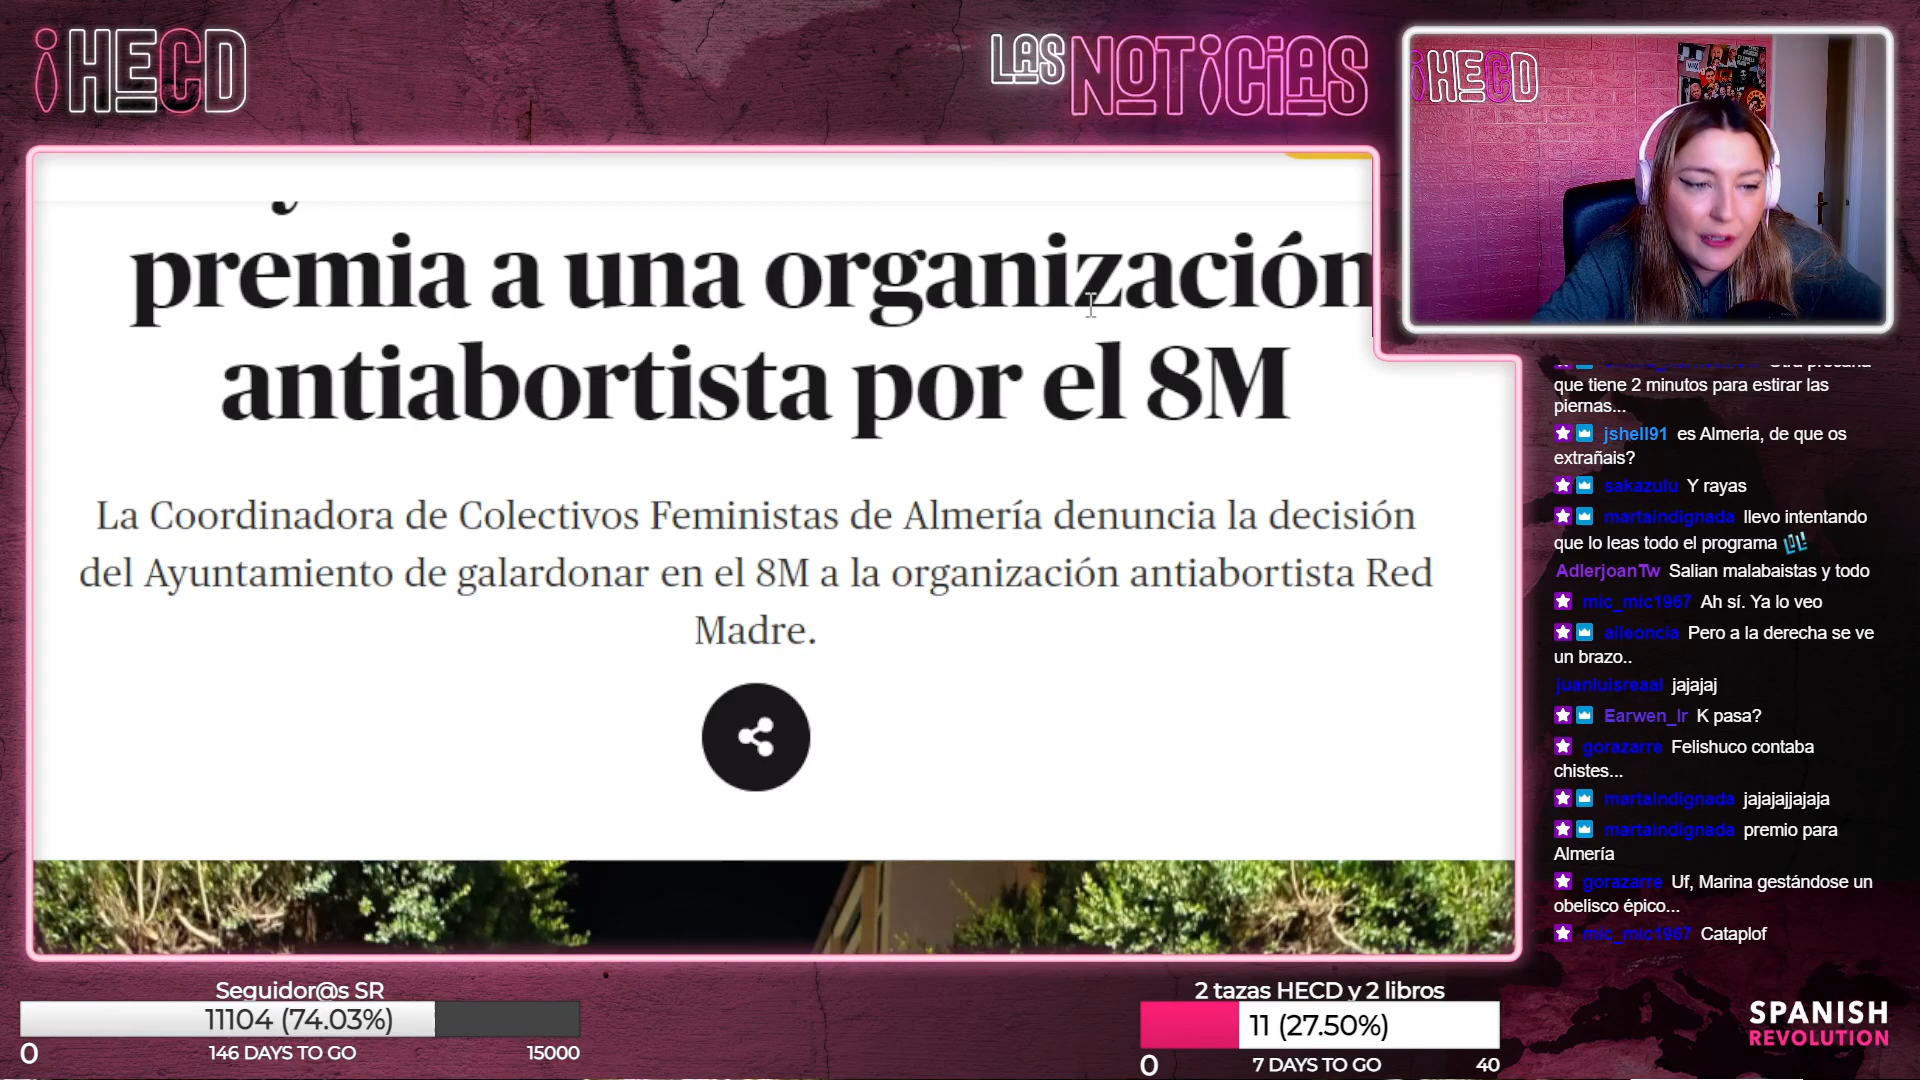 ¡HECD
LAS NOTICIAS
¡HECD
premia a una organización
antiabortista por el 8M
La Coordinadora de Colectivos Feministas de Almería denuncia la decisión
del Ayuntamiento de galardonar en el 8M a la organización antiabortista Red
Madre.
que tiene 2 minutos para estirar las
piernas...
jshell91 es Almeria, de que os
extrañais?
sakazulu Y rayas
martaindignada llevo intentando
que lo leas todo el programa LOL
AdlerjoanTw Salian malabaistas y todo
mic_mic1967 Ah sí. Ya lo veo
aileoncia Pero a la derecha se ve
un brazo..
juanluisreaal jajajaj
Earwen_Ir K pasa?
gorazarre Felishuco contaba
chistes...
martaindignada jajajajjajaja
martaindignada premio para
Almería
gorazarre Uf, Marina gestándose un
obelisco épico...
mic_mic1967 Cataplof
Seguidor@s SR
11104 (74.03%)
0 146 DAYS TO GO 15000
2 tazas HECD y 2 libros
11 (27.50%)
0 7 DAYS TO GO 40
SPANISH
REVOLUTION